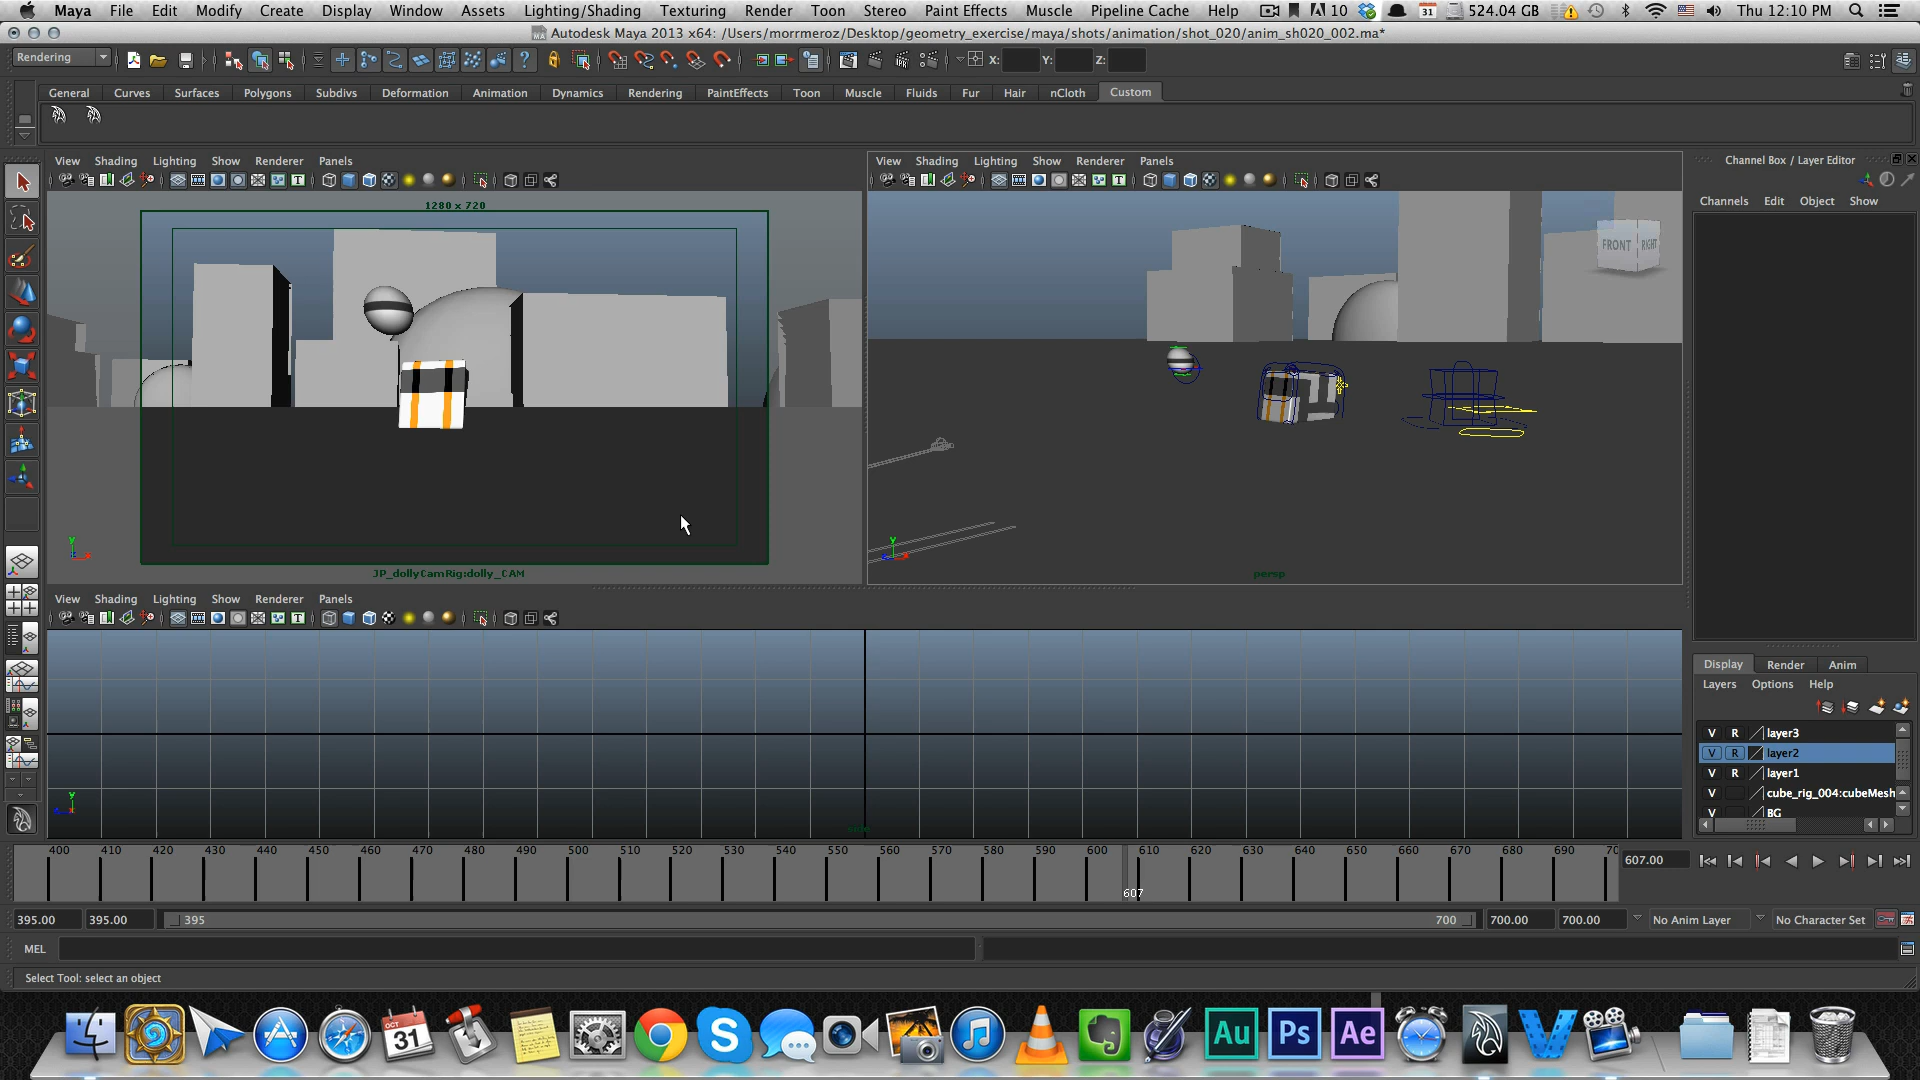 Maya File Edit Modify Create Display Window Assets Lighting/Shading Texturing Render Toon Stereo Paint Effects Muscle Pipeline Cache Help 10 31 524.04 GB Thu 12:10 PM
Autodesk Maya 2013 x64: /Users/morrmeroz/Desktop/geometry_exercise/maya/shots/animation/shot_020/anim_sh020_002.ma*
Rendering X: Y: Z:
General Curves Surfaces Polygons Subdivs Deformation Animation Dynamics Rendering PaintEffects Toon Muscle Fluids Fur Hair nCloth Custom
View Shading Lighting Show Renderer Panels
View Shading Lighting Show Renderer Panels
Channel Box / Layer Editor
Channels Edit Object Show
1280 x 720
FRONT RIGHT
JP_dollyCamRig:dolly_CAM
persp
View Shading Lighting Show Renderer Panels
Display Render Anim
Layers Options Help
V R layer3
V R layer2
V R layer1
V cube_rig_004:cubeMesh
V BG
400 410 420 430 440 450 460 470 480 490 500 510 520 530 540 550 560 570 580 590 600 610 620 630 640 650 660 670 680 690 70
607
607.00
395.00 395.00 395 700 700.00 700.00 No Anim Layer No Character Set
MEL
Select Tool: select an object
OCT 31 Au Ps Ae